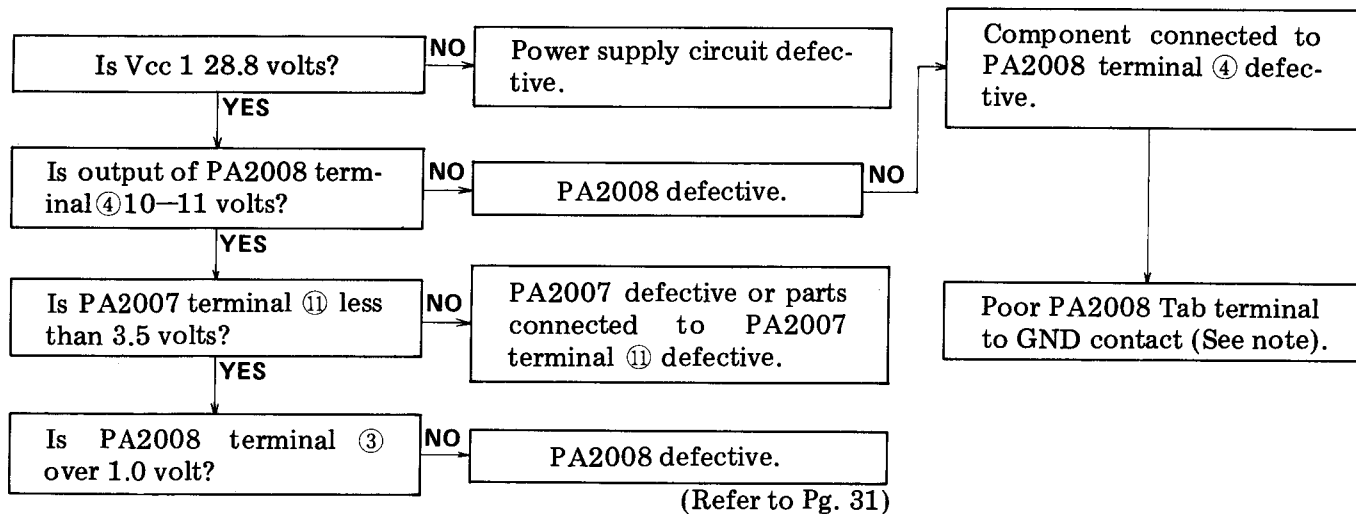 Is Vcc 1 28.8 volts?
NO
Power supply circuit defec-
tive.
YES
Is output of PA2008 term-
inal ④ 10–11 volts?
NO
PA2008 defective.
NO
Component connected to
PA2008 terminal ④ defec-
tive.
Poor PA2008 Tab terminal
to GND contact (See note).
YES
Is PA2007 terminal ⑪ less
than 3.5 volts?
NO
PA2007 defective or parts
connected to PA2007
terminal ⑪ defective.
YES
Is PA2008 terminal ③
over 1.0 volt?
NO
PA2008 defective.
(Refer to Pg. 31)